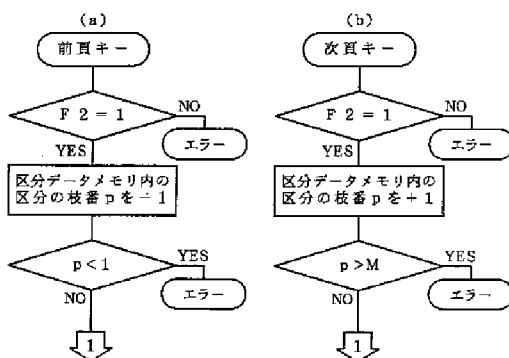 (a)
前頁キー
F2=1
NO
エラー
YES
区分データメモリ内の
区分の枝番pを-1
p<1
YES
エラー
NO
1
(b)
次頁キー
F2=1
NO
エラー
YES
区分データメモリ内の
区分の枝番pを+1
p>M
YES
エラー
NO
1